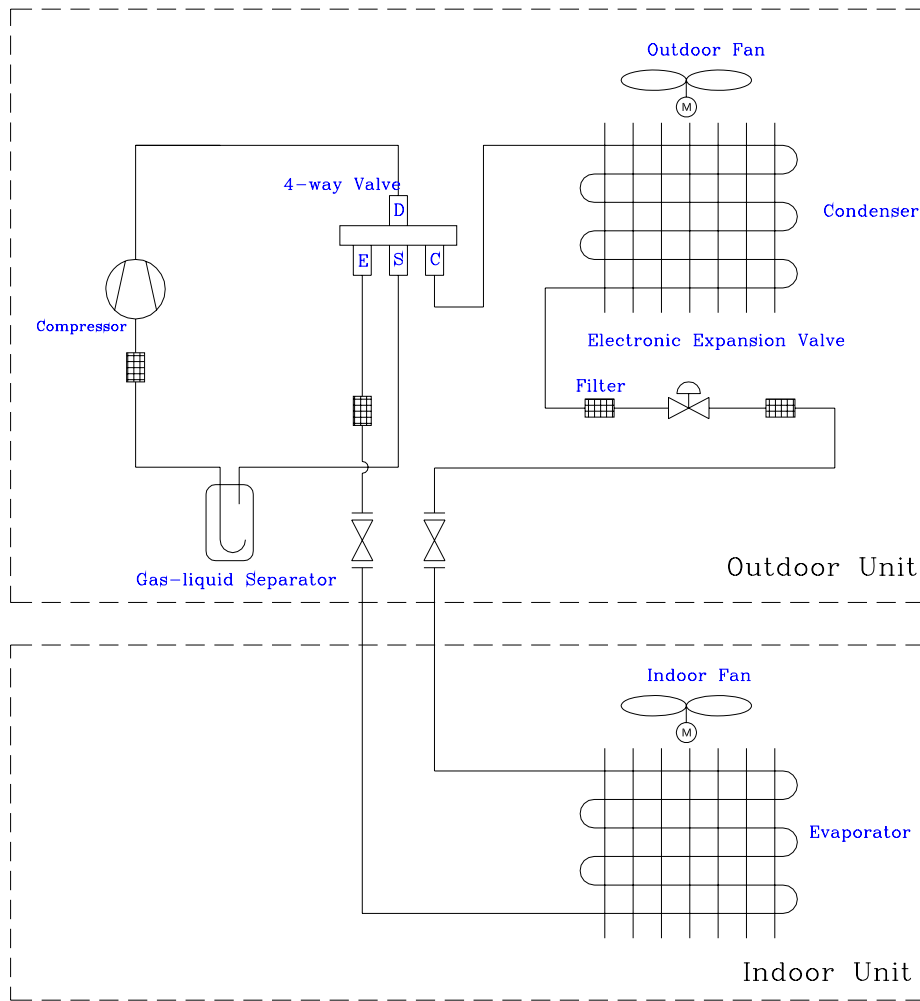 Outdoor Fan
M
4-way Valve
D
Condenser
E
S
C
Compressor
Electronic Expansion Valve
Filter
Outdoor Unit
Gas-liquid Separator
Indoor Fan
M
Evaporator
Indoor Unit